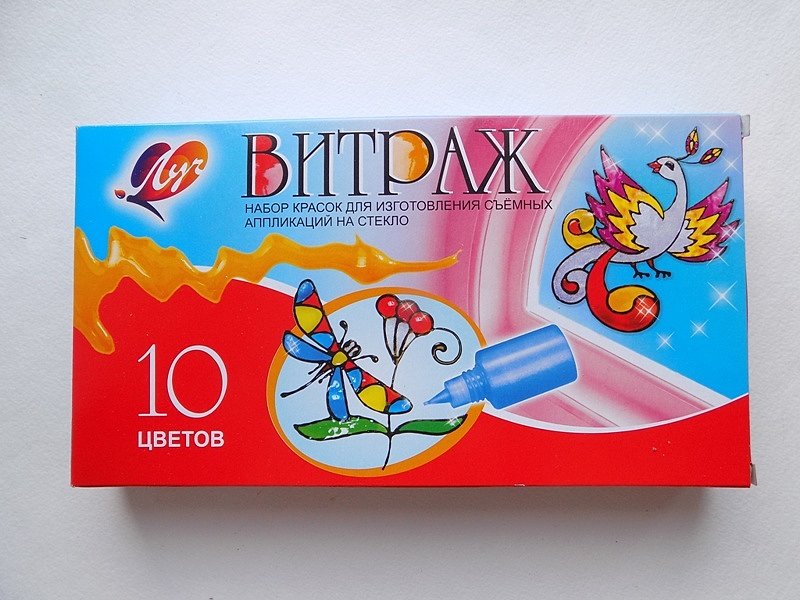 Луч
ВИТРАЖ
НАБОР КРАСОК ДЛЯ ИЗГОТОВЛЕНИЯ СЪЁМНЫХ
АППЛИКАЦИЙ НА СТЕКЛО
10
ЦВЕТОВ